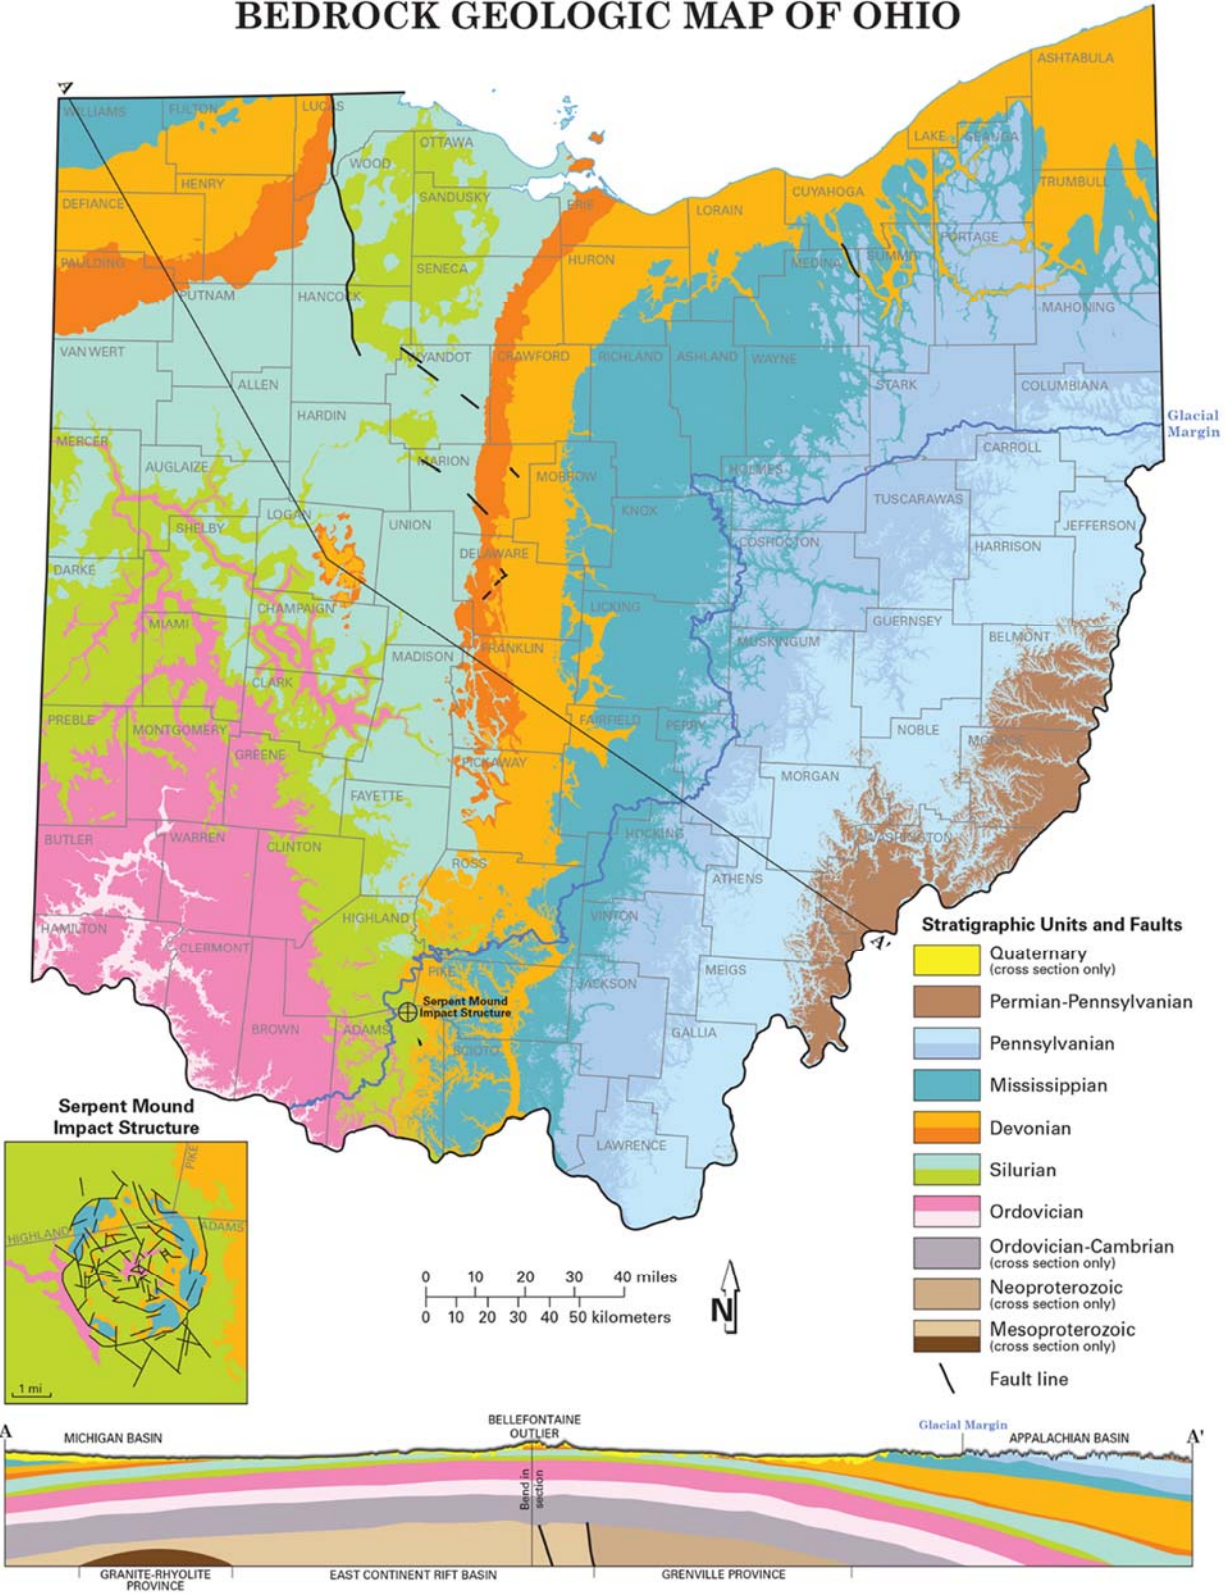 BEDROCK GEOLOGIC MAP OF OHIO
A
WILLIAMS
FULTON
LUCAS
ASHTABULA
OTTAWA
LAKE
GEAUGA
WOOD
HENRY
SANDUSKY
ERIE
CUYAHOGA
TRUMBULL
DEFIANCE
LORAIN
PORTAGE
PAULDING
SENECA
HURON
MEDINA
SUMMIT
PUTNAM
HANCOCK
MAHONING
VAN WERT
WYANDOT
CRAWFORD
RICHLAND
ASHLAND
WAYNE
ALLEN
STARK
COLUMBIANA
HARDIN
Glacial
Margin
MERCER
AUGLAIZE
MARION
MORROW
HOLMES
CARROLL
LOGAN
KNOX
TUSCARAWAS
SHELBY
UNION
JEFFERSON
DARKE
DELAWARE
COSHOCTON
HARRISON
CHAMPAIGN
LICKING
MIAMI
GUERNSEY
BELMONT
MADISON
FRANKLIN
MUSKINGUM
CLARK
PREBLE
MONTGOMERY
FAIRFIELD
PERRY
NOBLE
MONROE
GREENE
PICKAWAY
MORGAN
FAYETTE
BUTLER
WARREN
CLINTON
HOCKING
WASHINGTON
ROSS
ATHENS
HAMILTON
HIGHLAND
VINTON
CLERMONT
A'
PIKE
JACKSON
MEIGS
Serpent Mound
Impact Structure
BROWN
ADAMS
SCIOTO
GALLIA
LAWRENCE
Stratigraphic Units and Faults
Quaternary
(cross section only)
Permian-Pennsylvanian
Pennsylvanian
Mississippian
Devonian
Silurian
Ordovician
Ordovician-Cambrian
(cross section only)
Neoproterozoic
(cross section only)
Mesoproterozoic
(cross section only)
Fault line
Serpent Mound
Impact Structure
PIKE
HIGHLAND
ADAMS
1 mi
0 10 20 30 40 miles
0 10 20 30 40 50 kilometers
N
A
MICHIGAN BASIN
BELLEFONTAINE
OUTLIER
Glacial Margin
APPALACHIAN BASIN
A'
Bend in
section
GRANITE-RHYOLITE
PROVINCE
EAST CONTINENT RIFT BASIN
GRENVILLE PROVINCE